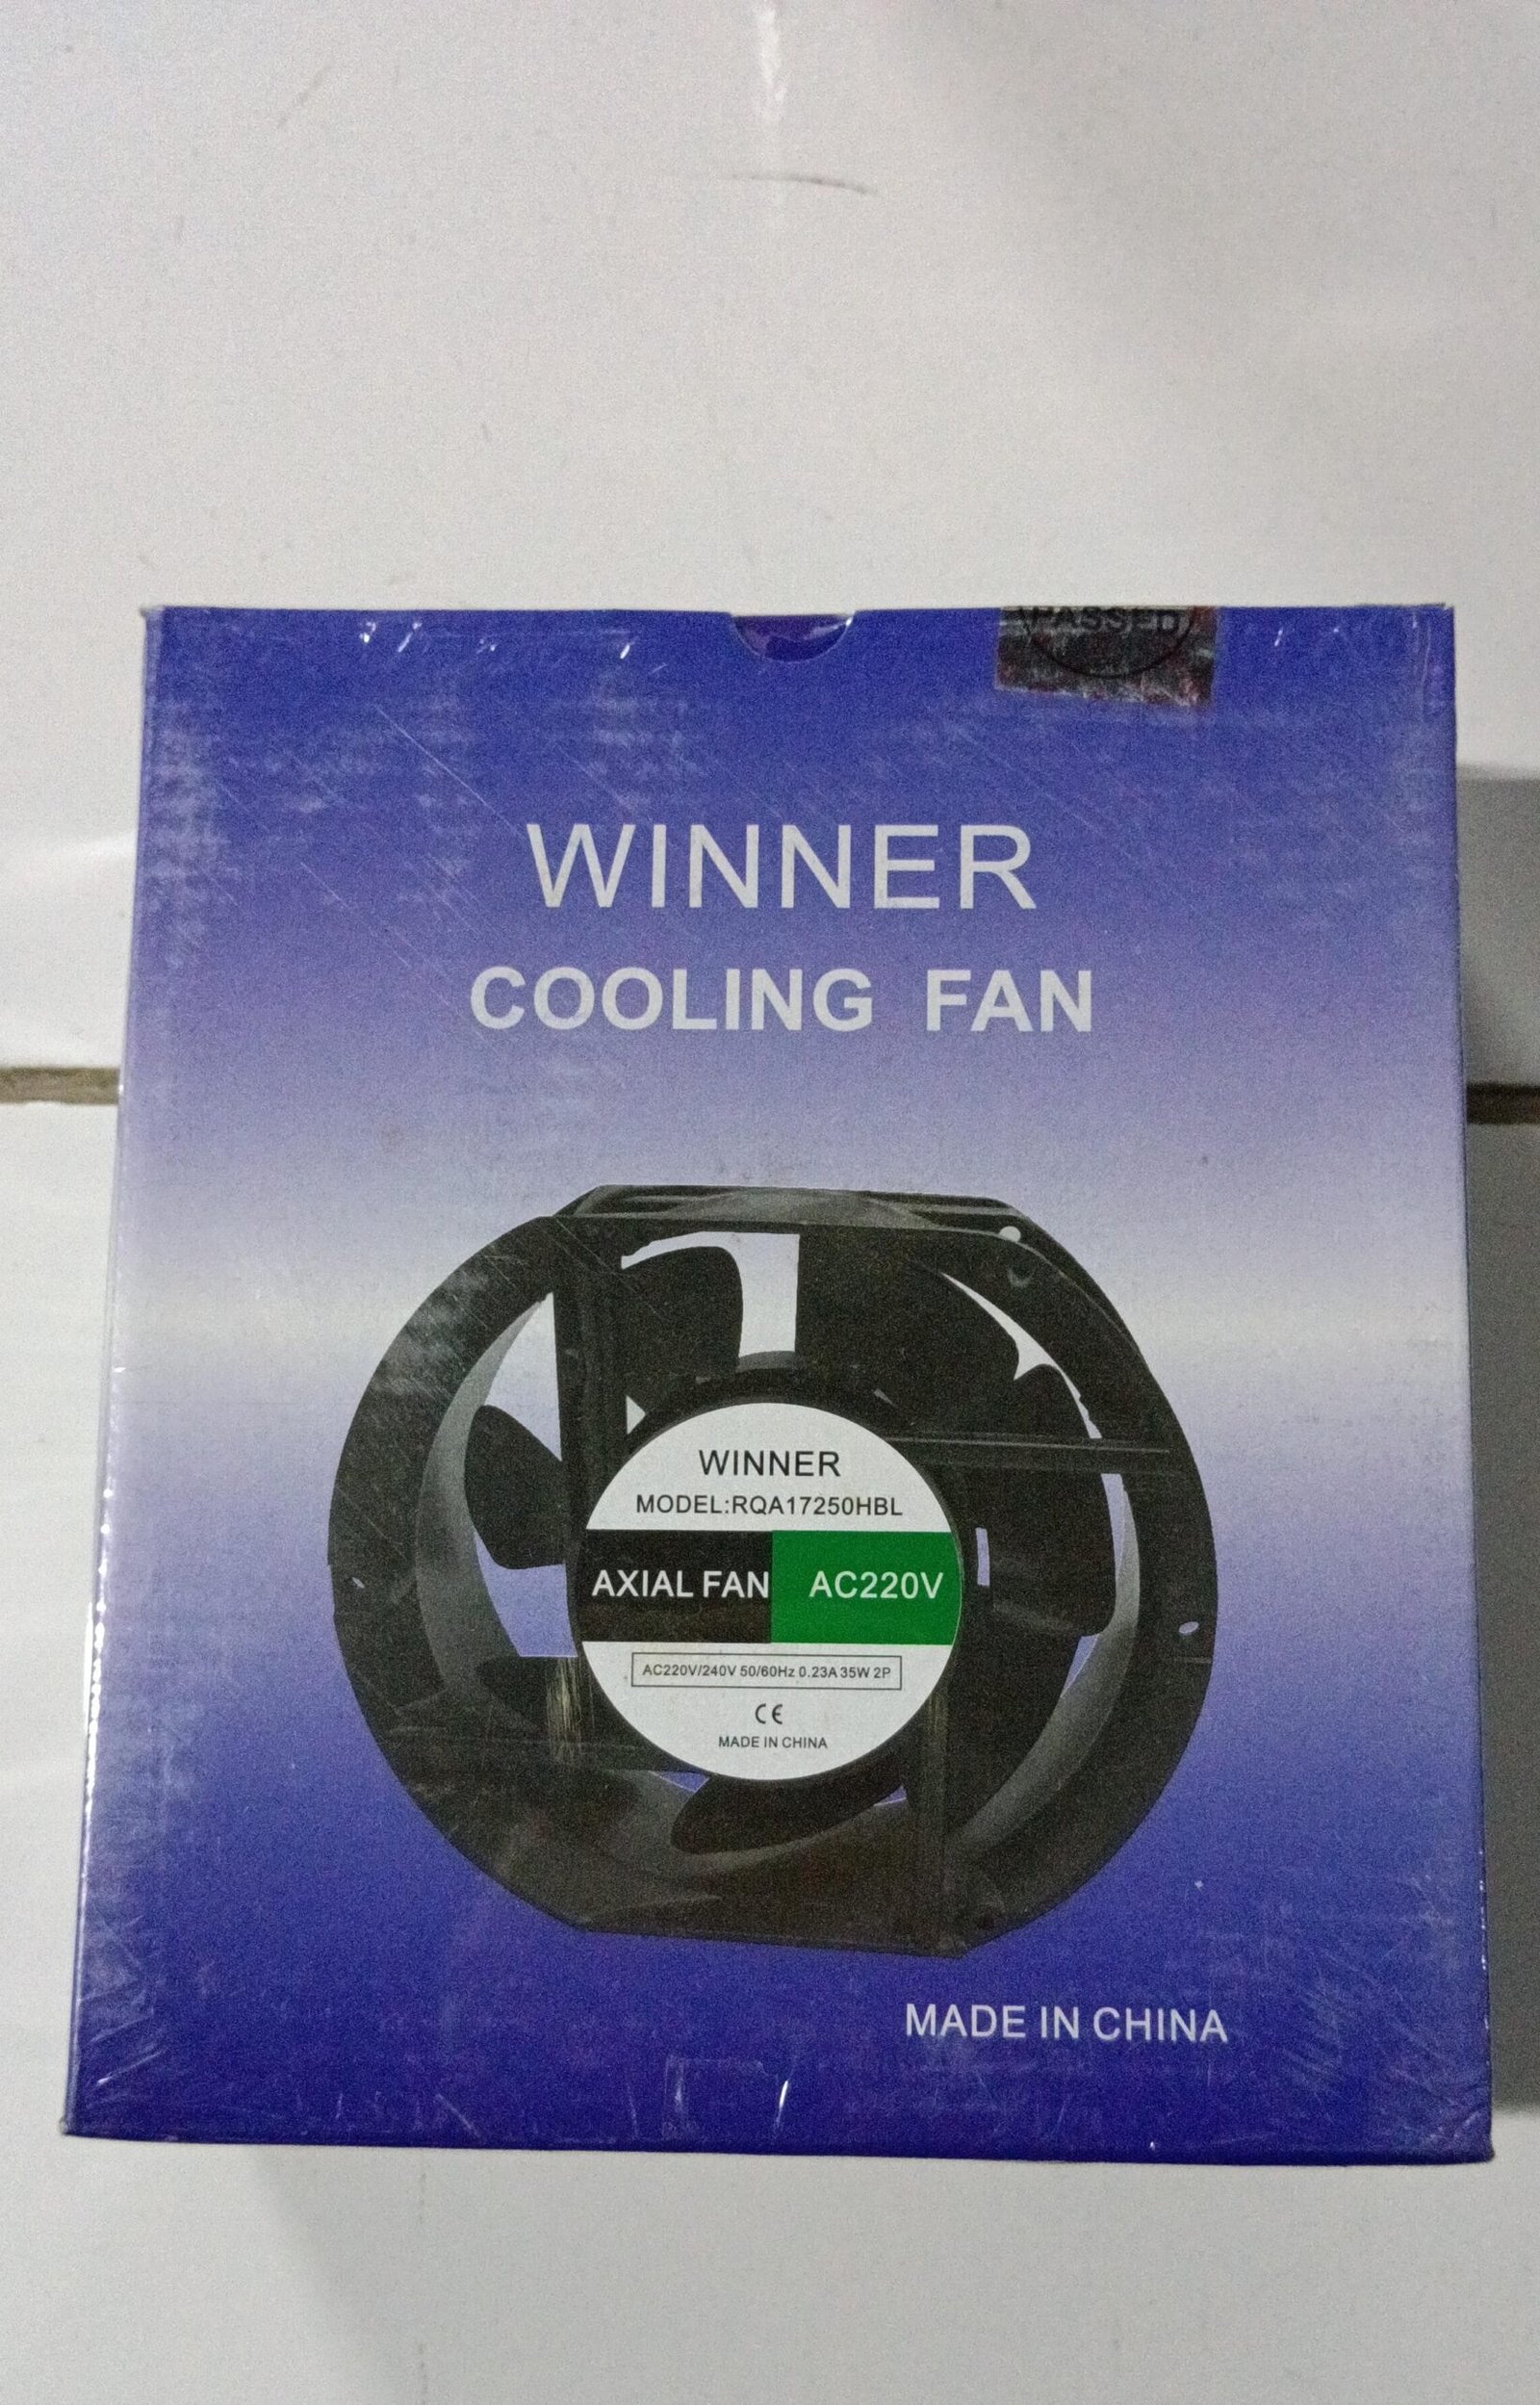 PASSED
WINNER
COOLING FAN
WINNER
MODEL:RQA17250HBL
AXIAL FAN AC220V
AC220V/240V 50/60Hz 0.23A 35W 2P
CE
MADE IN CHINA
MADE IN CHINA